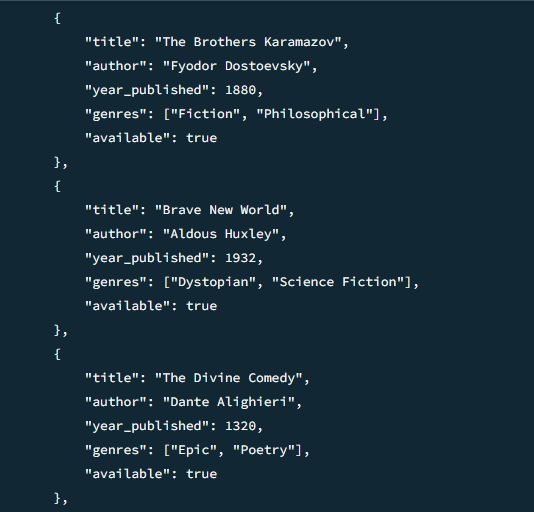 {
"title": "The Brothers Karamazov",
"author": "Fyodor Dostoevsky",
"year_published": 1880,
"genres": ["Fiction", "Philosophical"],
"available": true
},
{
"title": "Brave New World",
"author": "Aldous Huxley",
"year_published": 1932,
"genres": ["Dystopian", "Science Fiction"],
"available": true
},
{
"title": "The Divine Comedy",
"author": "Dante Alighieri",
"year_published": 1320,
"genres": ["Epic", "Poetry"],
"available": true
},